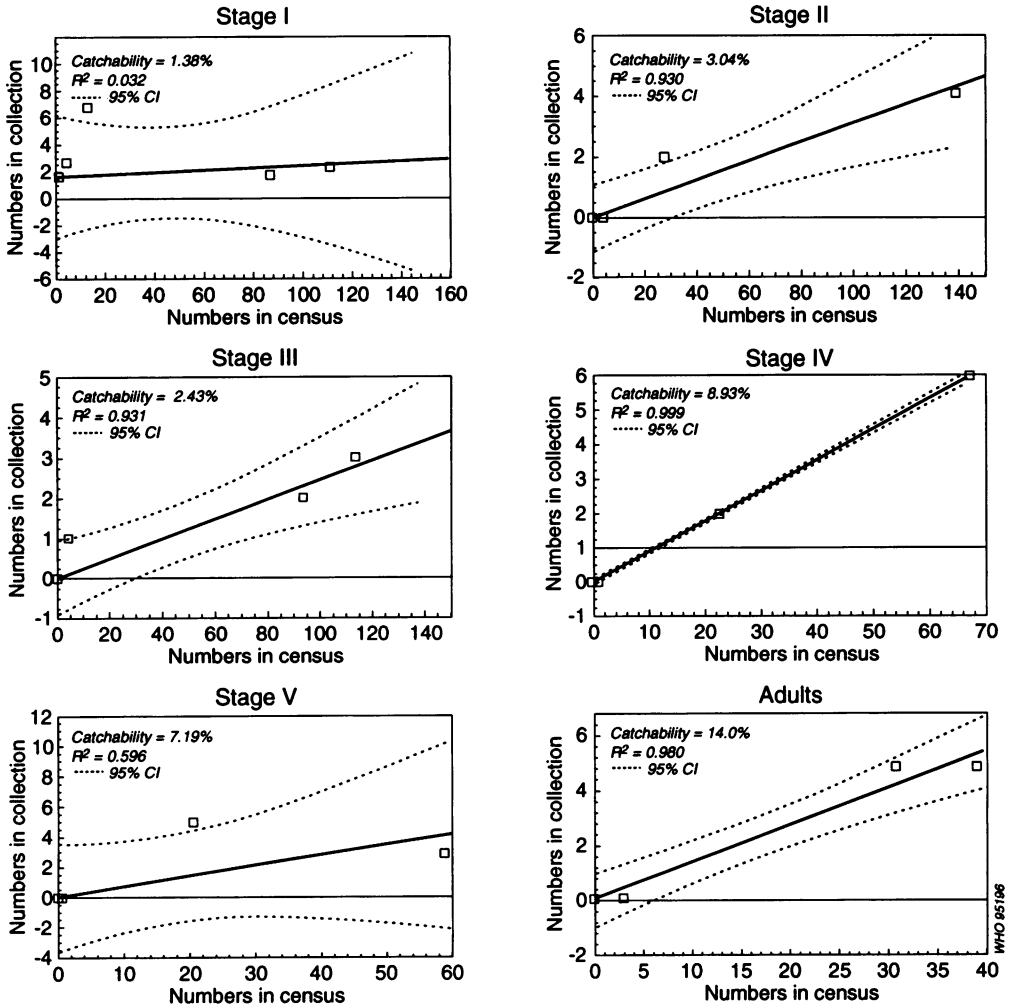 Stage I
Catchability = 1.38%
R² = 0.032
95% CI
Numbers in collection
10
8
6
4
2
0
-2
-4
-6
0 20 40 60 80 100 120 140 160
Numbers in census
Stage II
Catchability = 3.04%
R² = 0.930
95% CI
Numbers in collection
6
4
2
0
-2
0 20 40 60 80 100 120 140
Numbers in census
Stage III
Catchability = 2.43%
R² = 0.931
95% CI
Numbers in collection
5
4
3
2
1
0
-1
0 20 40 60 80 100 120 140
Numbers in census
Stage IV
Catchability = 8.93%
R² = 0.999
95% CI
Numbers in collection
6
5
4
3
2
1
0
-1
0 10 20 30 40 50 60 70
Numbers in census
Stage V
Catchability = 7.19%
R² = 0.596
95% CI
Numbers in collection
12
10
8
6
4
2
0
-2
-4
0 10 20 30 40 50 60
Numbers in census
Adults
Catchability = 14.0%
R² = 0.980
95% CI
Numbers in collection
6
4
2
0
-2
0 5 10 15 20 25 30 35 40
Numbers in census
WHO 95196